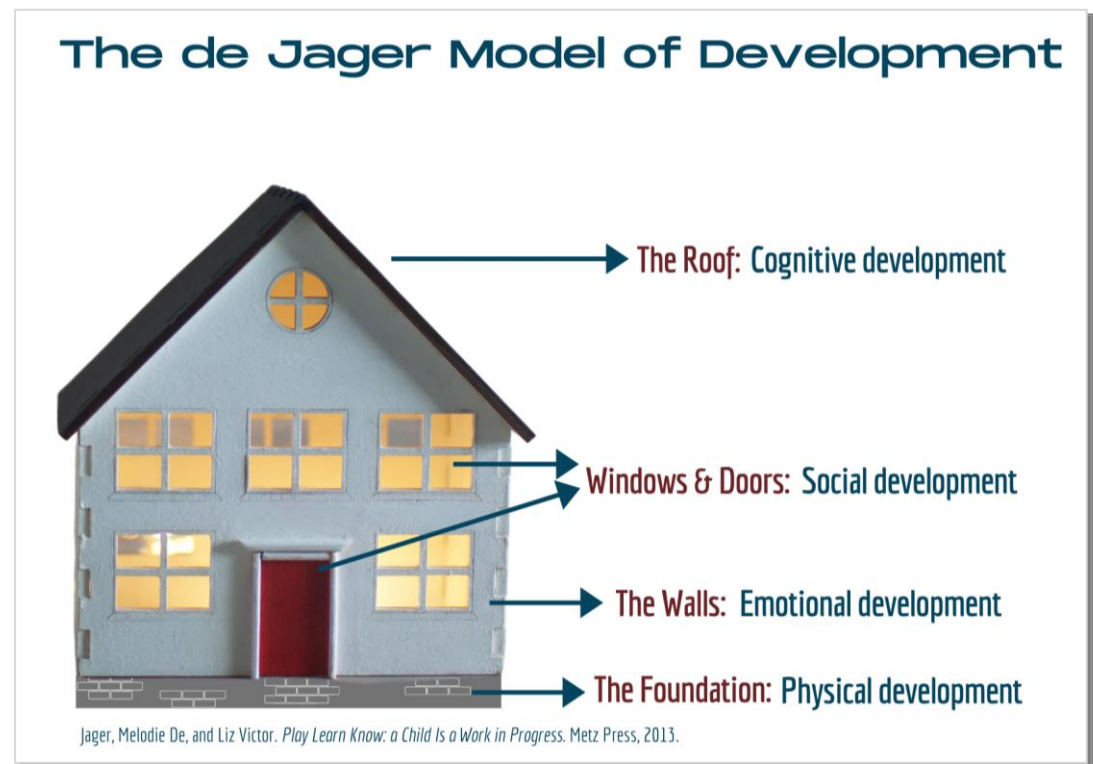 The de Jager Model of Development
The Roof: Cognitive development
Windows & Doors: Social development
The Walls: Emotional development
The Foundation: Physical development
Jager, Melodie De, and Liz Victor. Play Learn Know: a Child Is a Work in Progress. Metz Press, 2013.